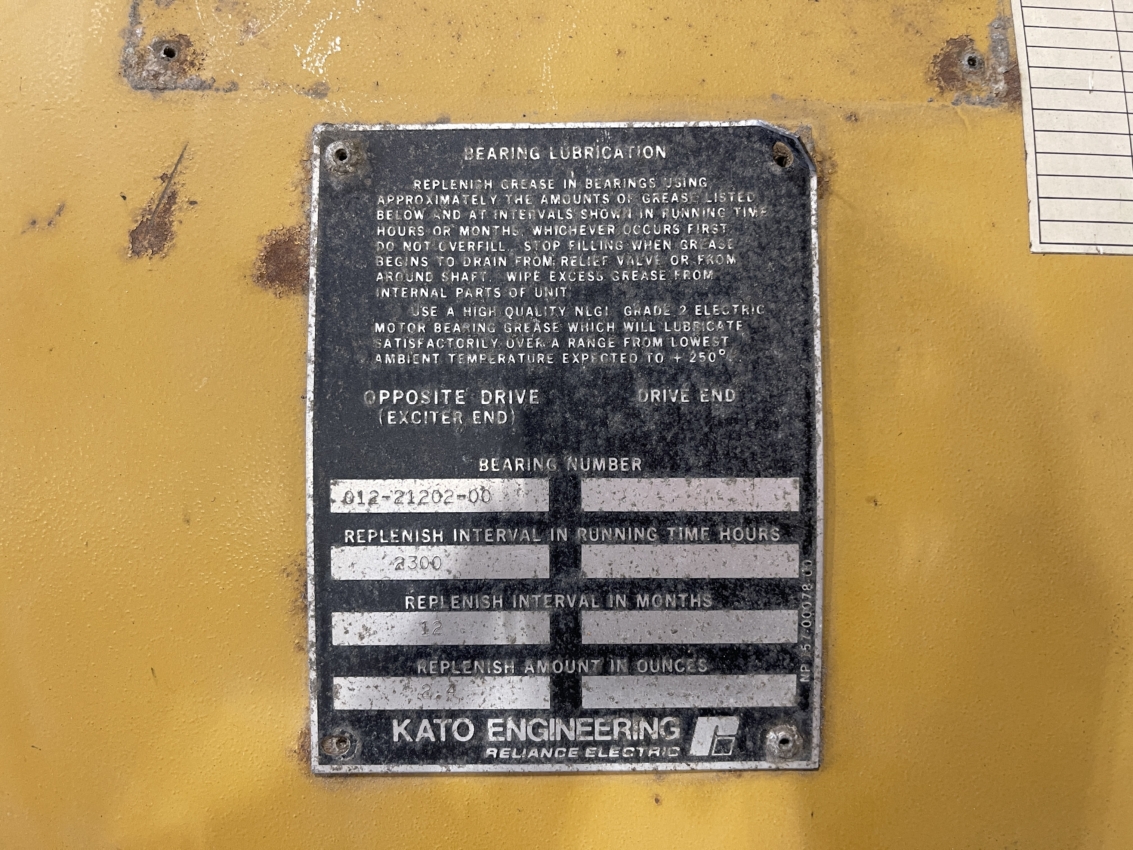 BEARING LUBRICATION
REPLENISH GREASE IN BEARINGS USING
APPROXIMATELY THE AMOUNTS OF GREASE LISTED
BELOW AND AT INTERVALS SHOWN IN RUNNING TIME
HOURS OR MONTHS, WHICHEVER OCCURS FIRST.
DO NOT OVERFILL. STOP FILLING WHEN GREASE
BEGINS TO DRAIN FROM RELIEF VALVE OR FROM
AROUND SHAFT. WIPE EXCESS GREASE FROM
INTERNAL PARTS OF UNIT
USE A HIGH QUALITY NLGI GRADE 2 ELECTRIC
MOTOR BEARING GREASE WHICH WILL LUBRICATE
SATISFACTORILY OVER A RANGE FROM LOWEST
AMBIENT TEMPERATURE EXPECTED TO + 250°
OPPOSITE DRIVE DRIVE END
(EXCITER END)
BEARING NUMBER
012-21202-00
REPLENISH INTERVAL IN RUNNING TIME HOURS
2300
REPLENISH INTERVAL IN MONTHS
12
REPLENISH AMOUNT IN OUNCES
KATO ENGINEERING
RELIANCE ELECTRIC